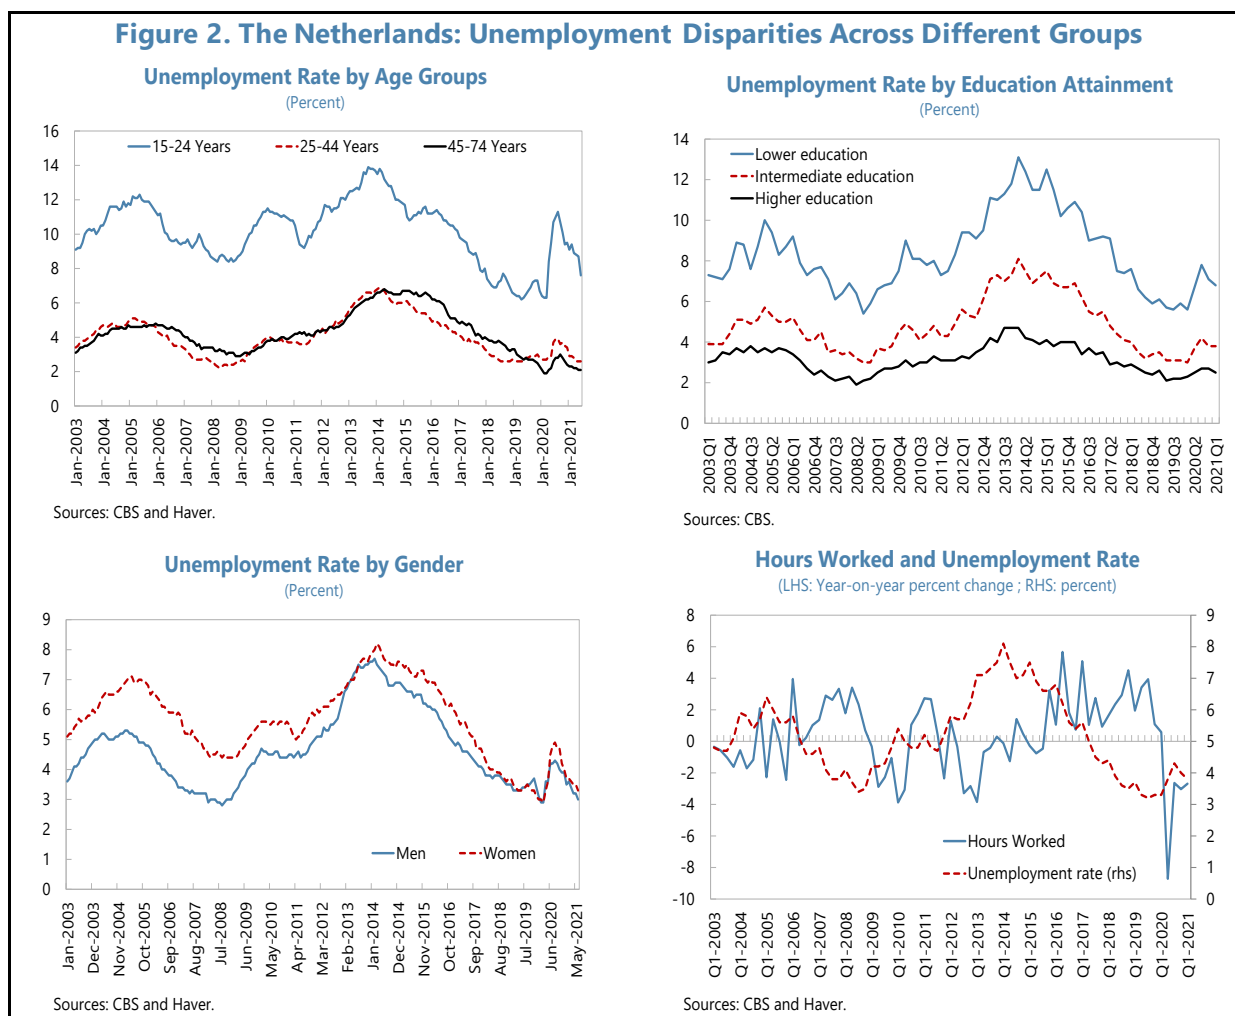 Figure 2. The Netherlands: Unemployment Disparities Across Different Groups
Unemployment Rate by Age Groups
(Percent)
16
14
12
10
8
6
4
2
0
15-24 Years
25-44 Years
45-74 Years
Jan-2003
Jan-2004
Jan-2005
Jan-2006
Jan-2007
Jan-2008
Jan-2009
Jan-2010
Jan-2011
Jan-2012
Jan-2013
Jan-2014
Jan-2015
Jan-2016
Jan-2017
Jan-2018
Jan-2019
Jan-2020
Jan-2021
Sources: CBS and Haver.
Unemployment Rate by Education Attainment
(Percent)
14
12
10
8
6
4
2
0
Lower education
Intermediate education
Higher education
2003Q1
2003Q4
2004Q3
2005Q2
2006Q1
2006Q4
2007Q3
2008Q2
2009Q1
2009Q4
2010Q3
2011Q2
2012Q1
2012Q4
2013Q3
2014Q2
2015Q1
2015Q4
2016Q3
2017Q2
2018Q1
2018Q4
2019Q3
2020Q2
2021Q1
Sources: CBS.
Unemployment Rate by Gender
(Percent)
9
8
7
6
5
4
3
2
1
0
Men
Women
Jan-2003
Dec-2003
Nov-2004
Oct-2005
Sep-2006
Aug-2007
Jul-2008
Jun-2009
May-2010
Apr-2011
Mar-2012
Feb-2013
Jan-2014
Dec-2014
Nov-2015
Oct-2016
Sep-2017
Aug-2018
Jul-2019
Jun-2020
May-2021
Sources: CBS and Haver.
Hours Worked and Unemployment Rate
(LHS: Year-on-year percent change ; RHS: percent)
8
6
4
2
0
-2
-4
-6
-8
-10
9
8
7
6
5
4
3
2
1
0
Hours Worked
Unemployment rate (rhs)
Q1-2003
Q1-2004
Q1-2005
Q1-2006
Q1-2007
Q1-2008
Q1-2009
Q1-2010
Q1-2011
Q1-2012
Q1-2013
Q1-2014
Q1-2015
Q1-2016
Q1-2017
Q1-2018
Q1-2019
Q1-2020
Q1-2021
Sources: CBS and Haver.